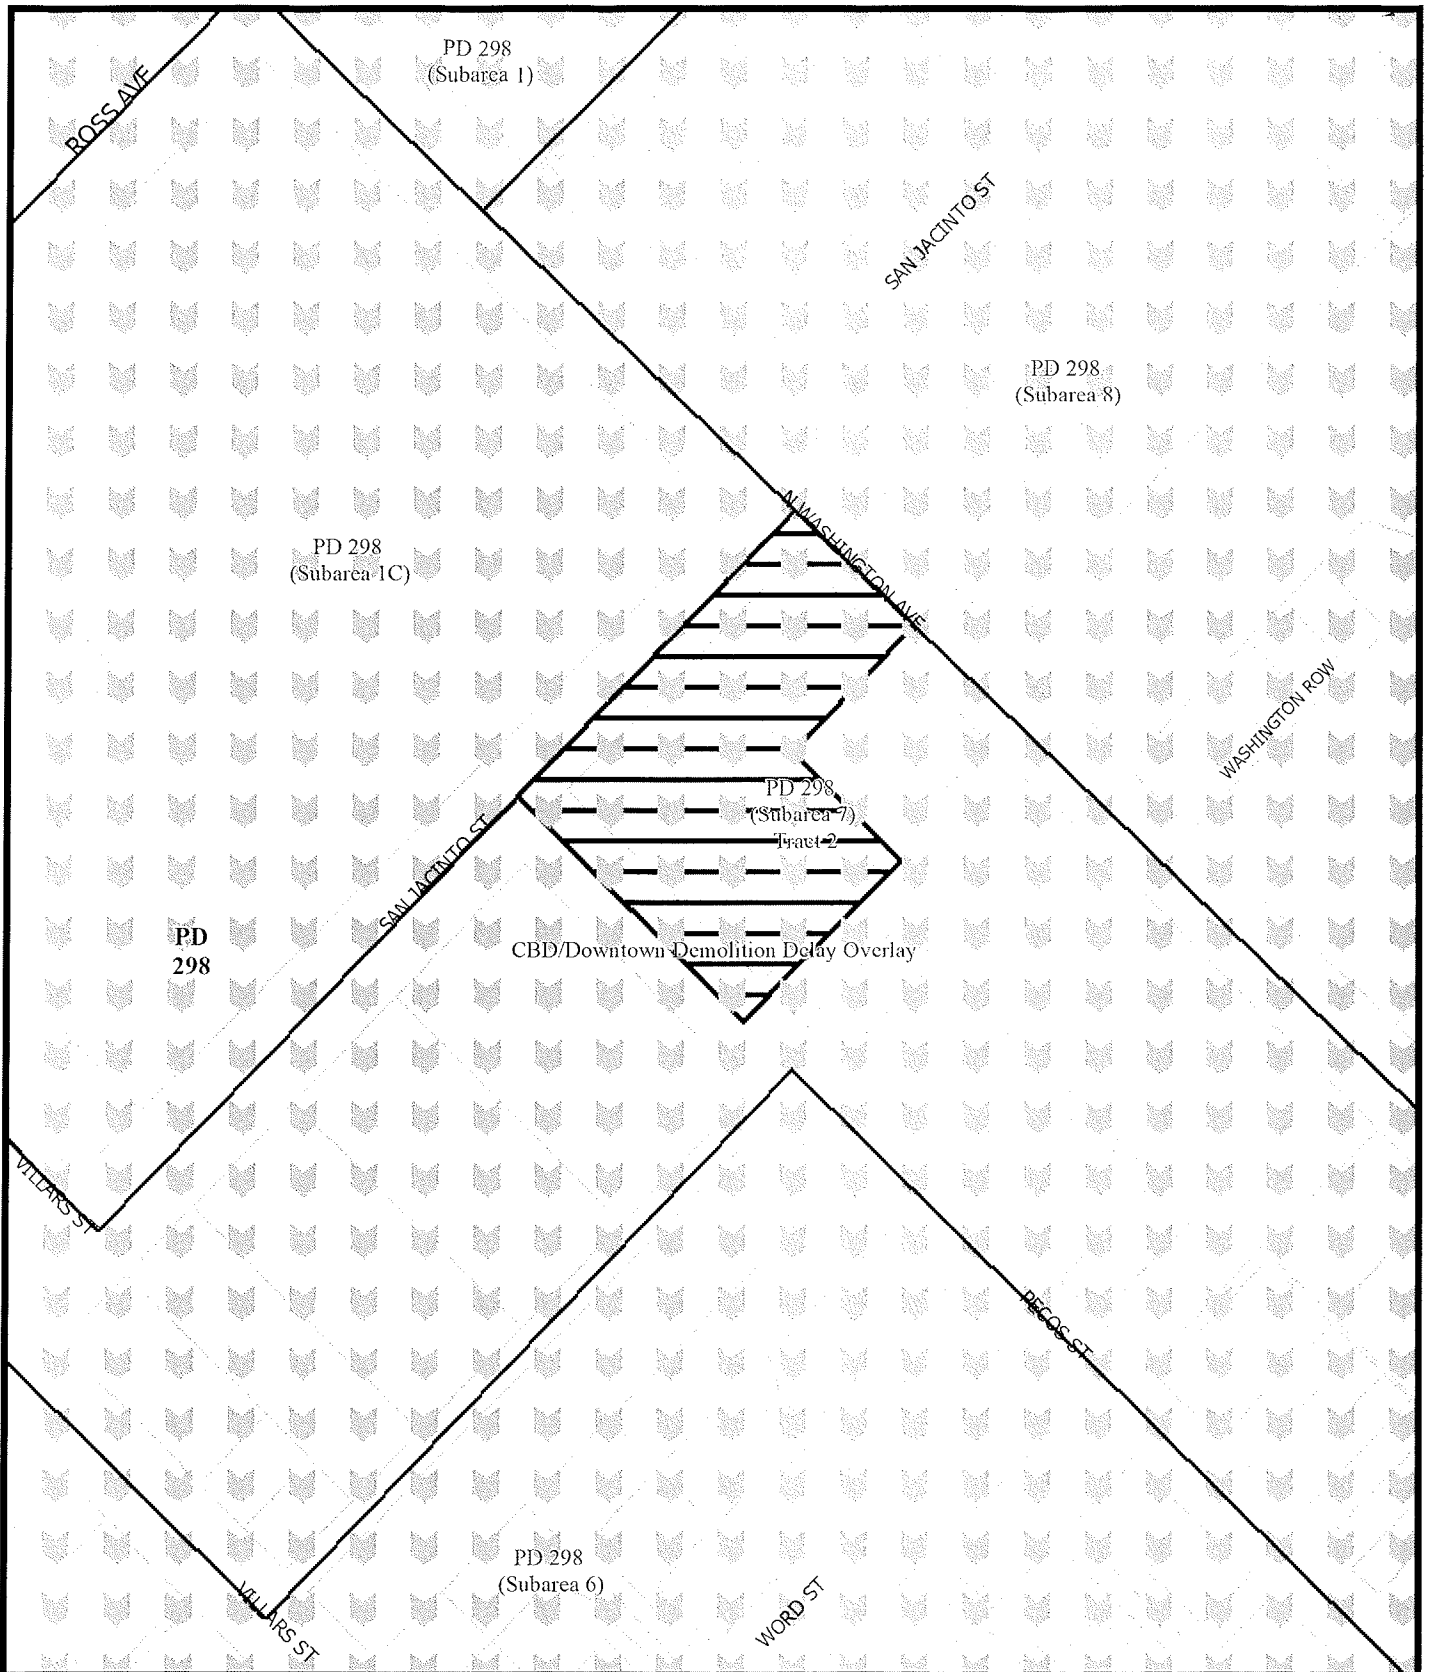 PD 298
(Subarea 1)
ROSS AVE
SAN JACINTO ST
PD 298
(Subarea 8)
N WASHINGTON AVE
PD 298
(Subarea 1C)
WASHINGTON ROW
PD 298
(Subarea 7)
Tract 2
SAN JACINTO ST
PD
298
CBD/Downtown Demolition Delay Overlay
VILLARS ST
PECOS ST
PD 298
(Subarea 6)
WORD ST
VILLARS ST